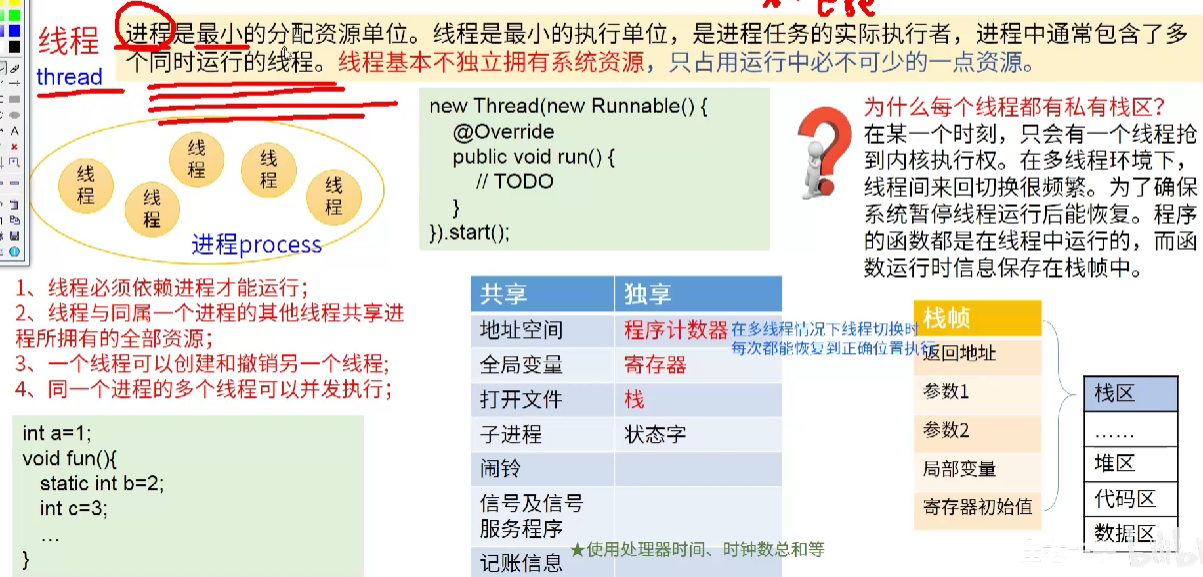 线程
thread
进程是最小的分配资源单位。线程是最小的执行单位，是进程任务的实际执行者，进程中通常包含了多
个同时运行的线程。线程基本不独立拥有系统资源，只占用运行中必不可少的一点资源。
线程
线程
线程
线程
线程
进程process
new Thread(new Runnable() {
@Override
public void run() {
// TODO
}
}).start();
为什么每个线程都有私有栈区？
在某一个时刻，只会有一个线程抢
到内核执行权。在多线程环境下，
线程间来回切换很频繁。为了确保
系统暂停线程运行后能恢复。程序
的函数都是在线程中运行的，而函
数运行时信息保存在栈帧中。
1、线程必须依赖进程才能运行；
2、线程与同属一个进程的其他线程共享进
程所拥有的全部资源；
3、一个线程可以创建和撤销另一个线程；
4、同一个进程的多个线程可以并发执行；
int a=1;
void fun(){
static int b=2;
int c=3;
…
}
共享 独享
地址空间 程序计数器
在多线程情况下线程切换时
每次都能恢复到正确位置执行
全局变量 寄存器
打开文件 栈
子进程 状态字
闹铃
信号及信号
服务程序
记账信息
★使用处理器时间、时钟数总和等
栈帧
返回地址
参数1
参数2
局部变量
寄存器初始值
栈区
……
堆区
代码区
数据区